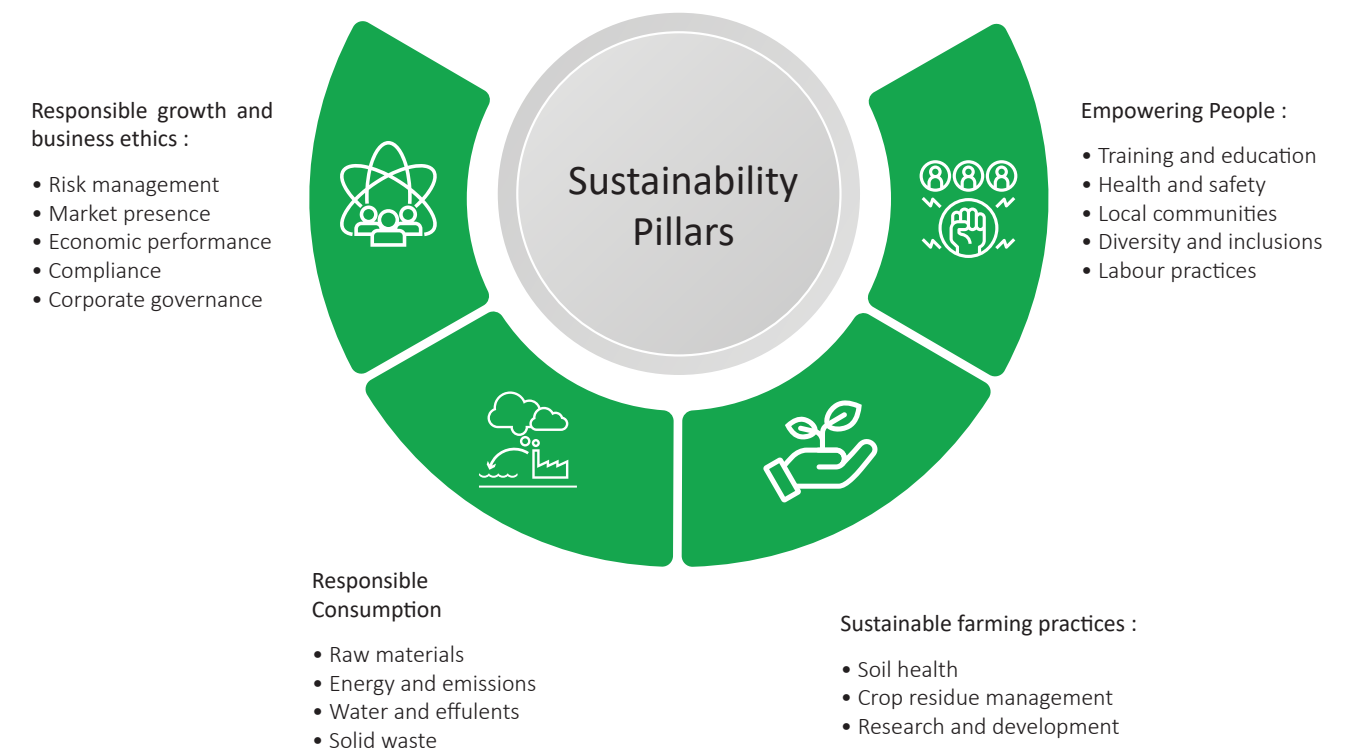 Sustainability
Pillars
Responsible growth and
business ethics :
• Risk management
• Market presence
• Economic performance
• Compliance
• Corporate governance
Responsible
Consumption
• Raw materials
• Energy and emissions
• Water and effulents
• Solid waste
Sustainable farming practices :
• Soil health
• Crop residue management
• Research and development
Empowering People :
• Training and education
• Health and safety
• Local communities
• Diversity and inclusions
• Labour practices